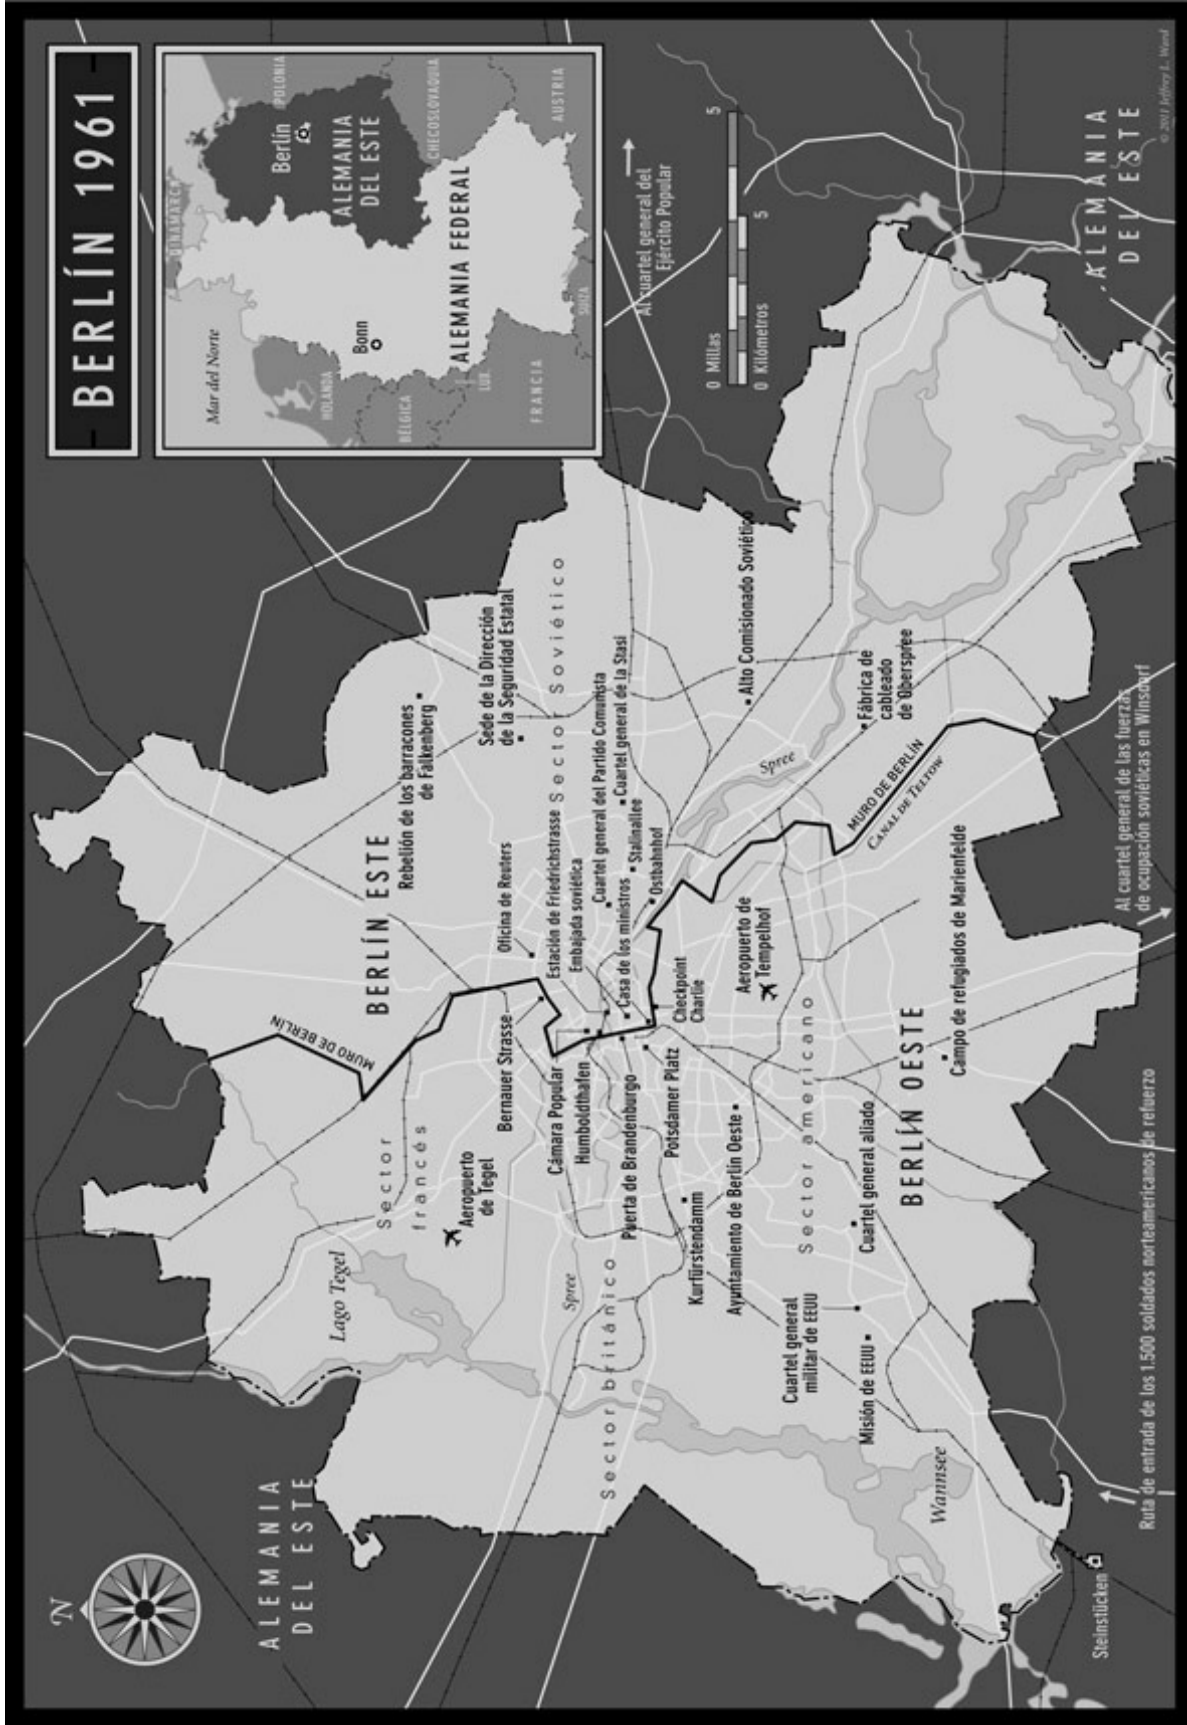 BERLÍN 1961
Mar del Norte
DINAMARCA
POLONIA
Berlín
ALEMANIA
DEL ESTE
HOLANDA
Bonn
BÉLGICA
CHECOSLOVAQUIA
ALEMANIA FEDERAL
LUX.
FRANCIA
SUIZA
AUSTRIA
N
ALEMANIA
DEL ESTE
Al cuartel general del
Ejército Popular
0 Millas
5
0 Kilómetros
5
ALEMANIA
DEL ESTE
© 2011 Jeffrey L. Ward
Lago Tegel
MURO DE BERLÍN
BERLÍN ESTE
Rebelión de los barracones
de Falkenberg
Sector
francés
Aeropuerto
de Tegel
Bernauer Strasse
Oficina de Reuters
Sede de la Dirección
de la Seguridad Estatal
Estación de Friedrichstrasse
Sector Soviético
Cámara Popular
Embajada soviética
Humboldthafen
Cuartel general del Partido Comunista
Cuartel general de la Stasi
Spree
Sector británico
Puerta de Brandenburgo
Casa de los ministros
Stalinallee
Ostbahnhof
Potsdamer Platz
Checkpoint
Charlie
Kurfürstendamm
Ayuntamiento de Berlín Oeste
Aeropuerto de
Tempelhof
Alto Comisionado Soviético
Spree
Sector americano
Cuartel general
militar de EEUU
Misión de EEUU
Cuartel general aliado
Fábrica de
cableado
de Oberspree
MURO DE BERLÍN
CANAL DE TELTOW
BERLÍN OESTE
Wannsee
Campo de refugiados de Marienfelde
Steinstücken
Ruta de entrada de los 1.500 soldados norteamericanos de refuerzo
Al cuartel general de las fuerzas
de ocupación soviéticas en Winsdorf